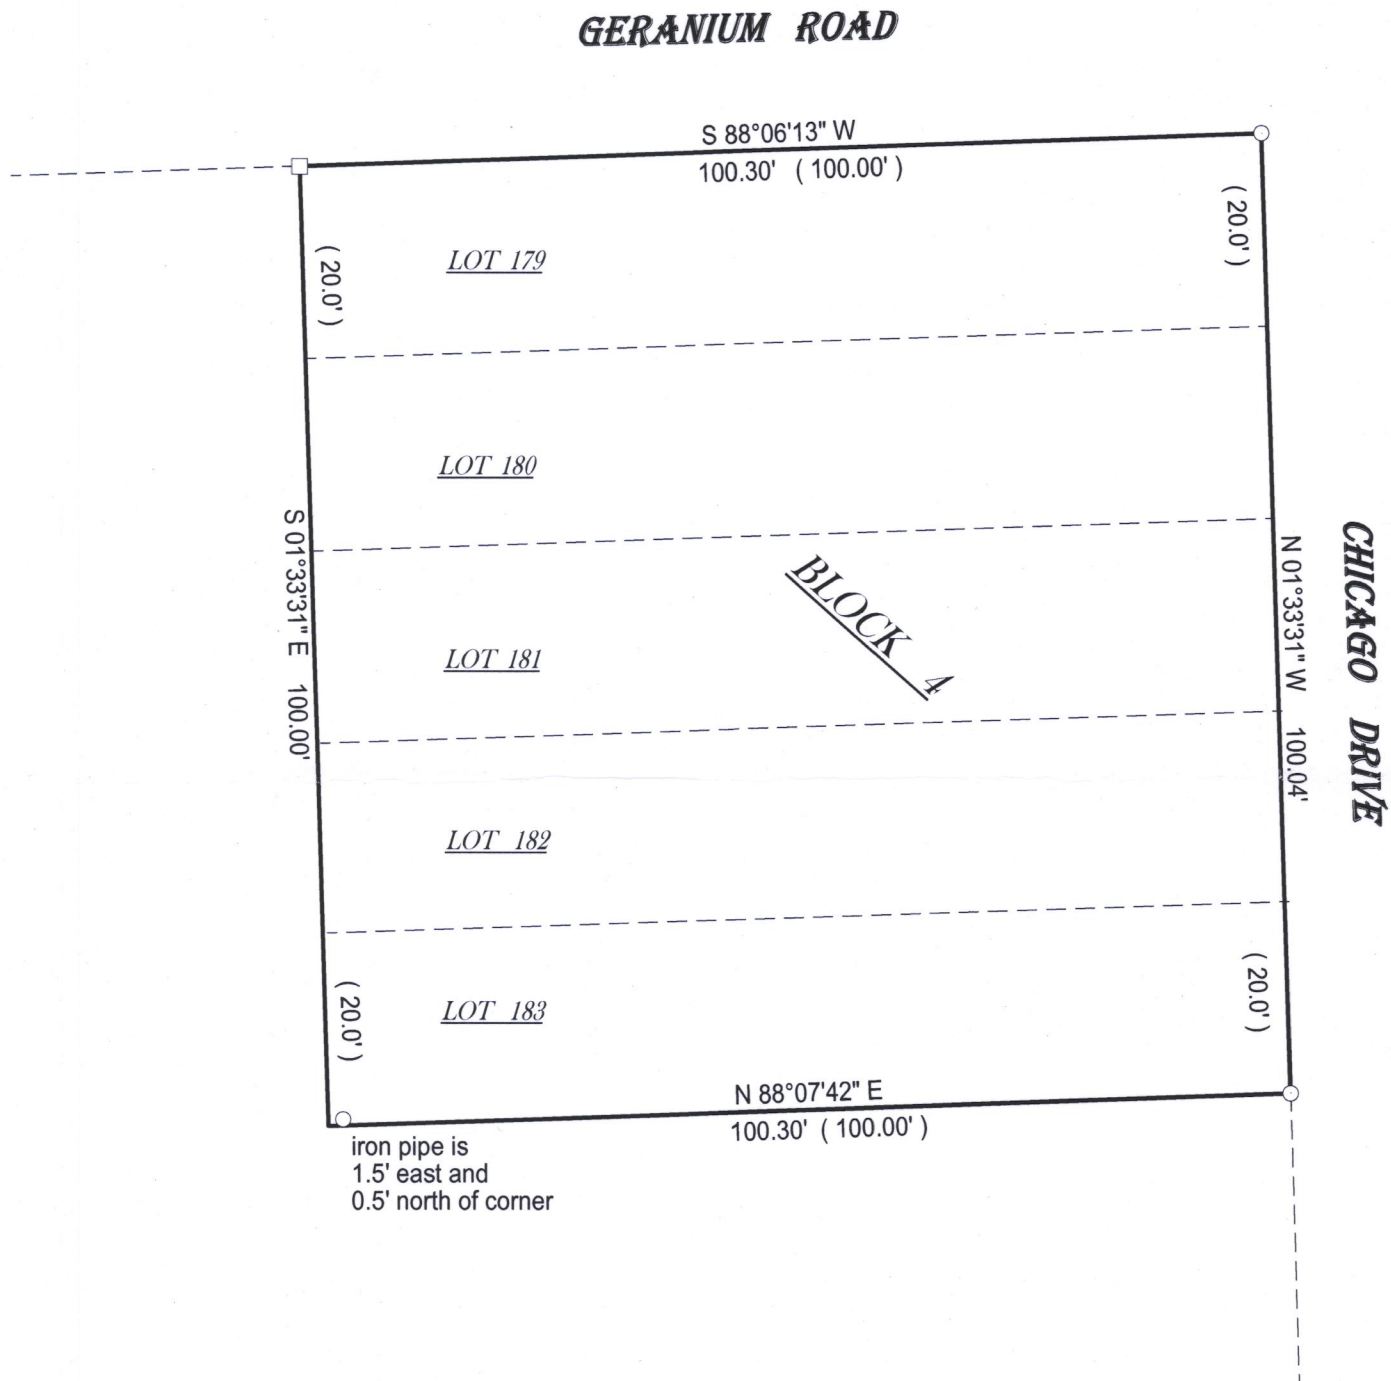 GERANIUM ROAD
S 88°06'13" W
100.30' ( 100.00' )
( 20.0' )
( 20.0' )
LOT 179
LOT 180
S 01°33'31" E 100.00'
BLOCK 4
N 01°33'31" W 100.04'
CHICAGO DRIVE
LOT 181
LOT 182
( 20.0' )
LOT 183
( 20.0' )
N 88°07'42" E
100.30' ( 100.00' )
iron pipe is
1.5' east and
0.5' north of corner